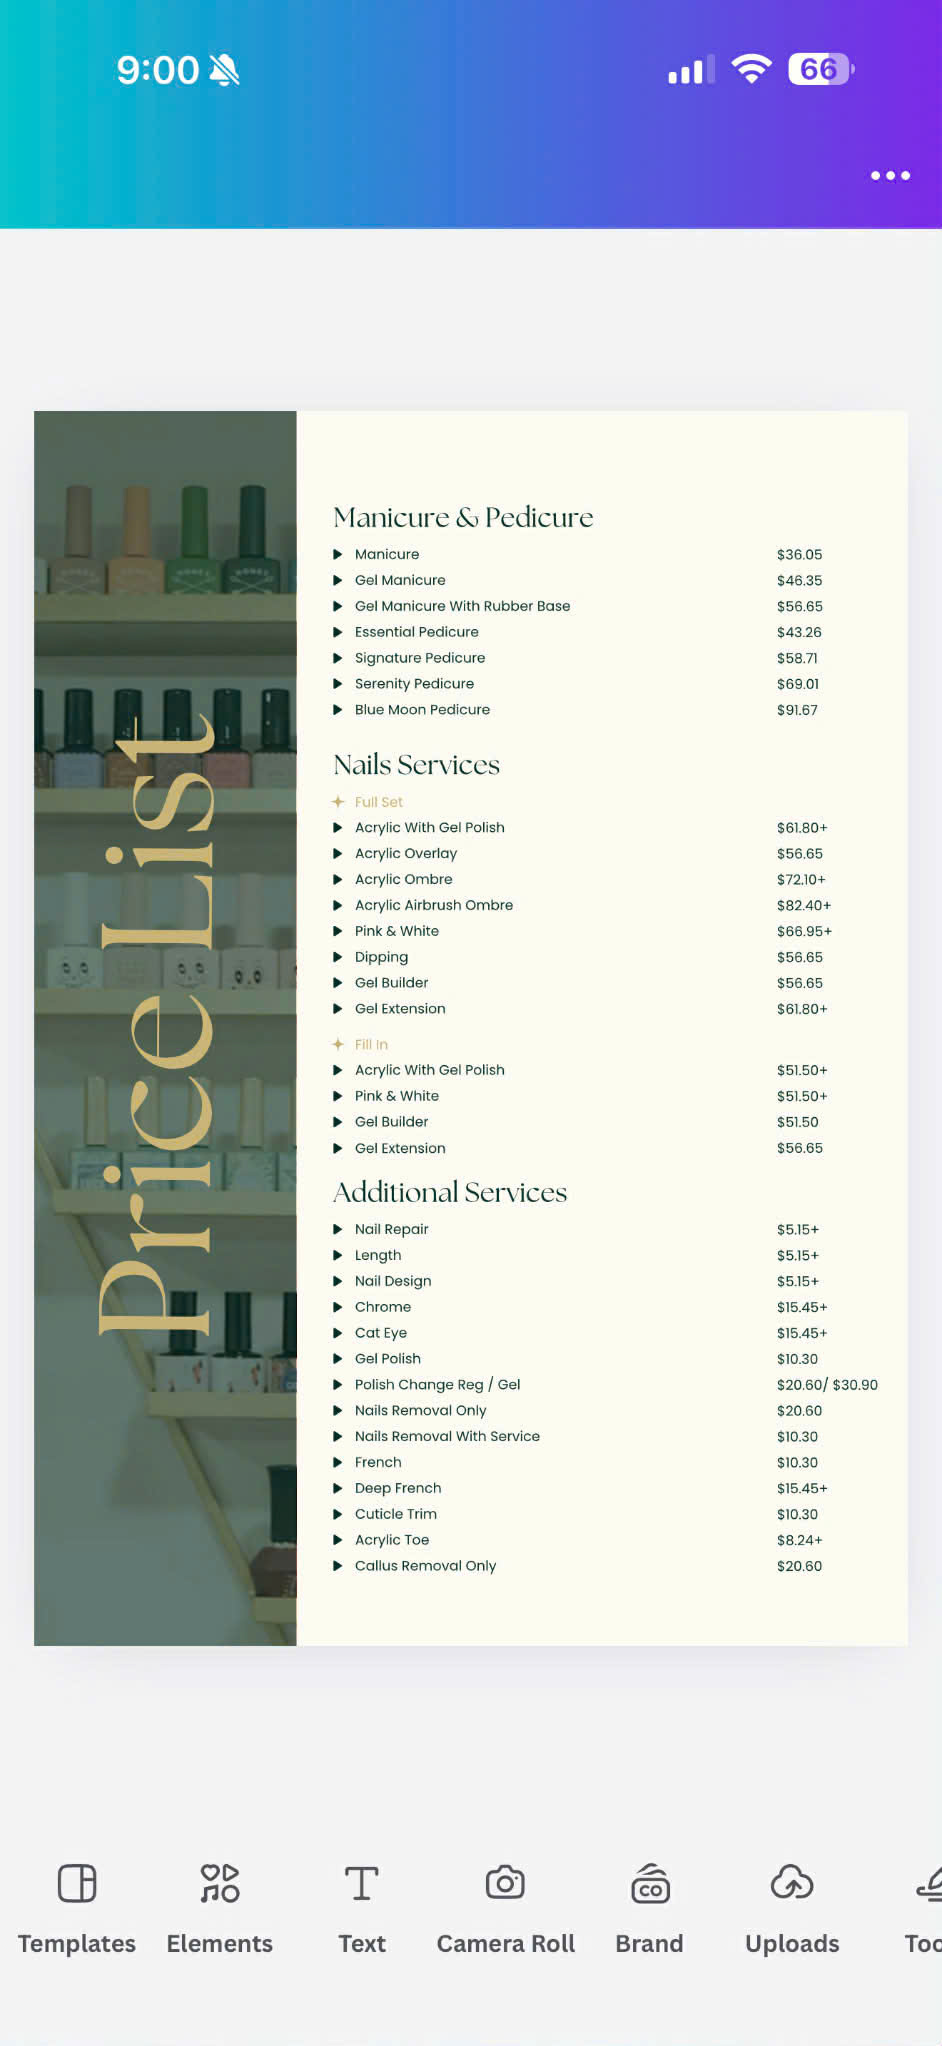 9:00
66
Price List
Manicure & Pedicure
Manicure $36.05
Gel Manicure $46.35
Gel Manicure With Rubber Base $56.65
Essential Pedicure $43.26
Signature Pedicure $58.71
Serenity Pedicure $69.01
Blue Moon Pedicure $91.67
Nails Services
Full Set
Acrylic With Gel Polish $61.80+
Acrylic Overlay $56.65
Acrylic Ombre $72.10+
Acrylic Airbrush Ombre $82.40+
Pink & White $66.95+
Dipping $56.65
Gel Builder $56.65
Gel Extension $61.80+
Fill In
Acrylic With Gel Polish $51.50+
Pink & White $51.50+
Gel Builder $51.50
Gel Extension $56.65
Additional Services
Nail Repair $5.15+
Length $5.15+
Nail Design $5.15+
Chrome $15.45+
Cat Eye $15.45+
Gel Polish $10.30
Polish Change Reg / Gel $20.60/ $30.90
Nails Removal Only $20.60
Nails Removal With Service $10.30
French $10.30
Deep French $15.45+
Cuticle Trim $10.30
Acrylic Toe $8.24+
Callus Removal Only $20.60
CO
Templates Elements Text Camera Roll Brand Uploads Too